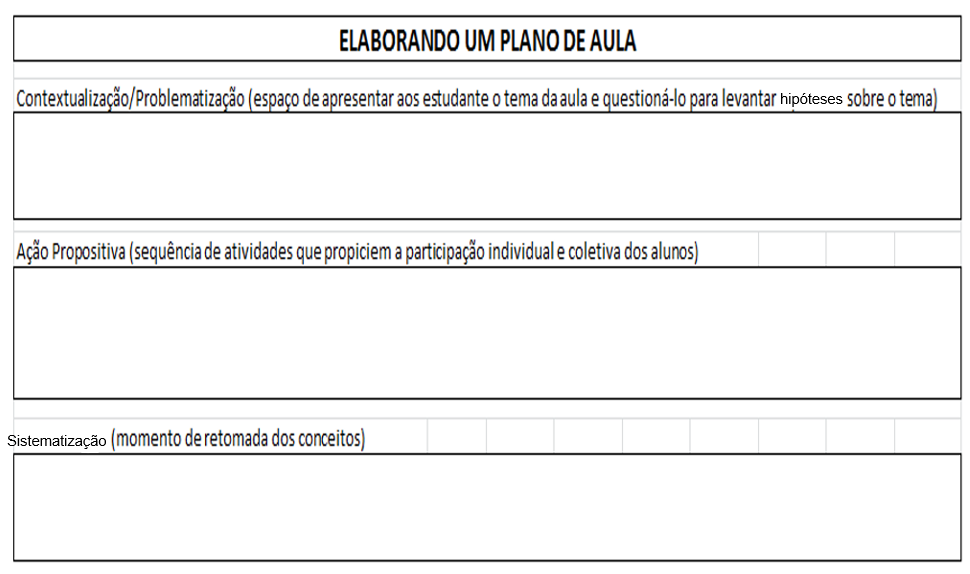 ELABORANDO UM PLANO DE AULA
Contextualização/Problematização (espaço de apresentar aos estudante o tema da aula e questioná-lo para levantar hipóteses sobre o tema)
Ação Propositiva (sequência de atividades que propiciem a participação individual e coletiva dos alunos)
Sistematização (momento de retomada dos conceitos)